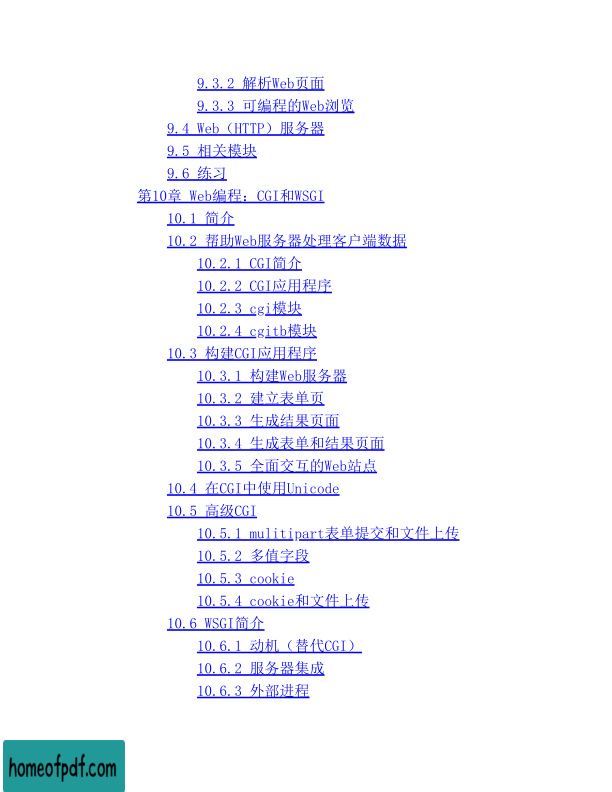 9.3.2 解析Web页面
9.3.3 可编程的Web浏览
9.4 Web（HTTP）服务器
9.5 相关模块
9.6 练习
第10章 Web编程：CGI和WSGI
10.1 简介
10.2 帮助Web服务器处理客户端数据
10.2.1 CGI简介
10.2.2 CGI应用程序
10.2.3 cgi模块
10.2.4 cgitb模块
10.3 构建CGI应用程序
10.3.1 构建Web服务器
10.3.2 建立表单页
10.3.3 生成结果页面
10.3.4 生成表单和结果页面
10.3.5 全面交互的Web站点
10.4 在CGI中使用Unicode
10.5 高级CGI
10.5.1 mulitipart表单提交和文件上传
10.5.2 多值字段
10.5.3 cookie
10.5.4 cookie和文件上传
10.6 WSGI简介
10.6.1 动机（替代CGI）
10.6.2 服务器集成
10.6.3 外部进程
homeofpdf.com